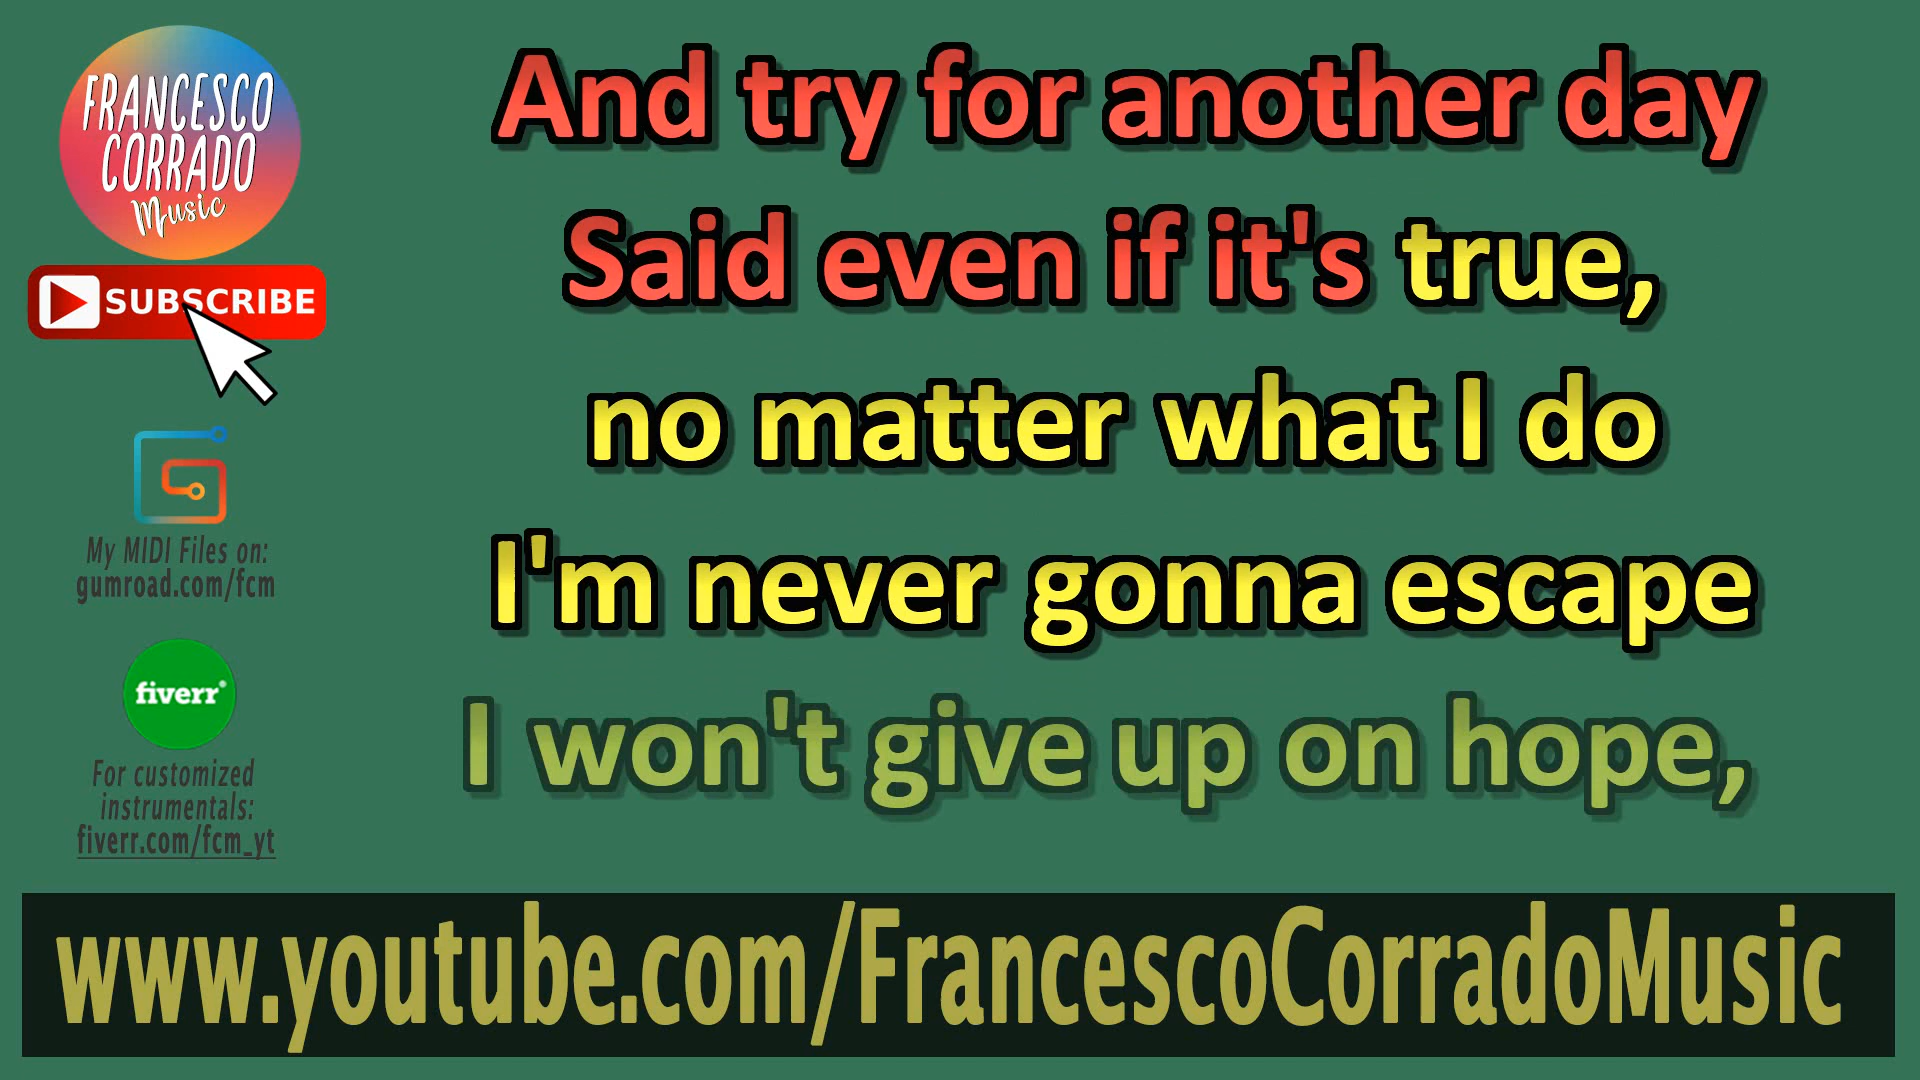 FRANCESCO
CORRADO
Music
SUBSCRIBE
My MIDI Files on:
gumroad.com/fcm
fiverr®
For customized
instrumentals:
fiverr.com/fcm_yt
And try for another day
Said even if it's true,
no matter what I do
I'm never gonna escape
I won't give up on hope,
www.youtube.com/FrancescoCorradoMusic